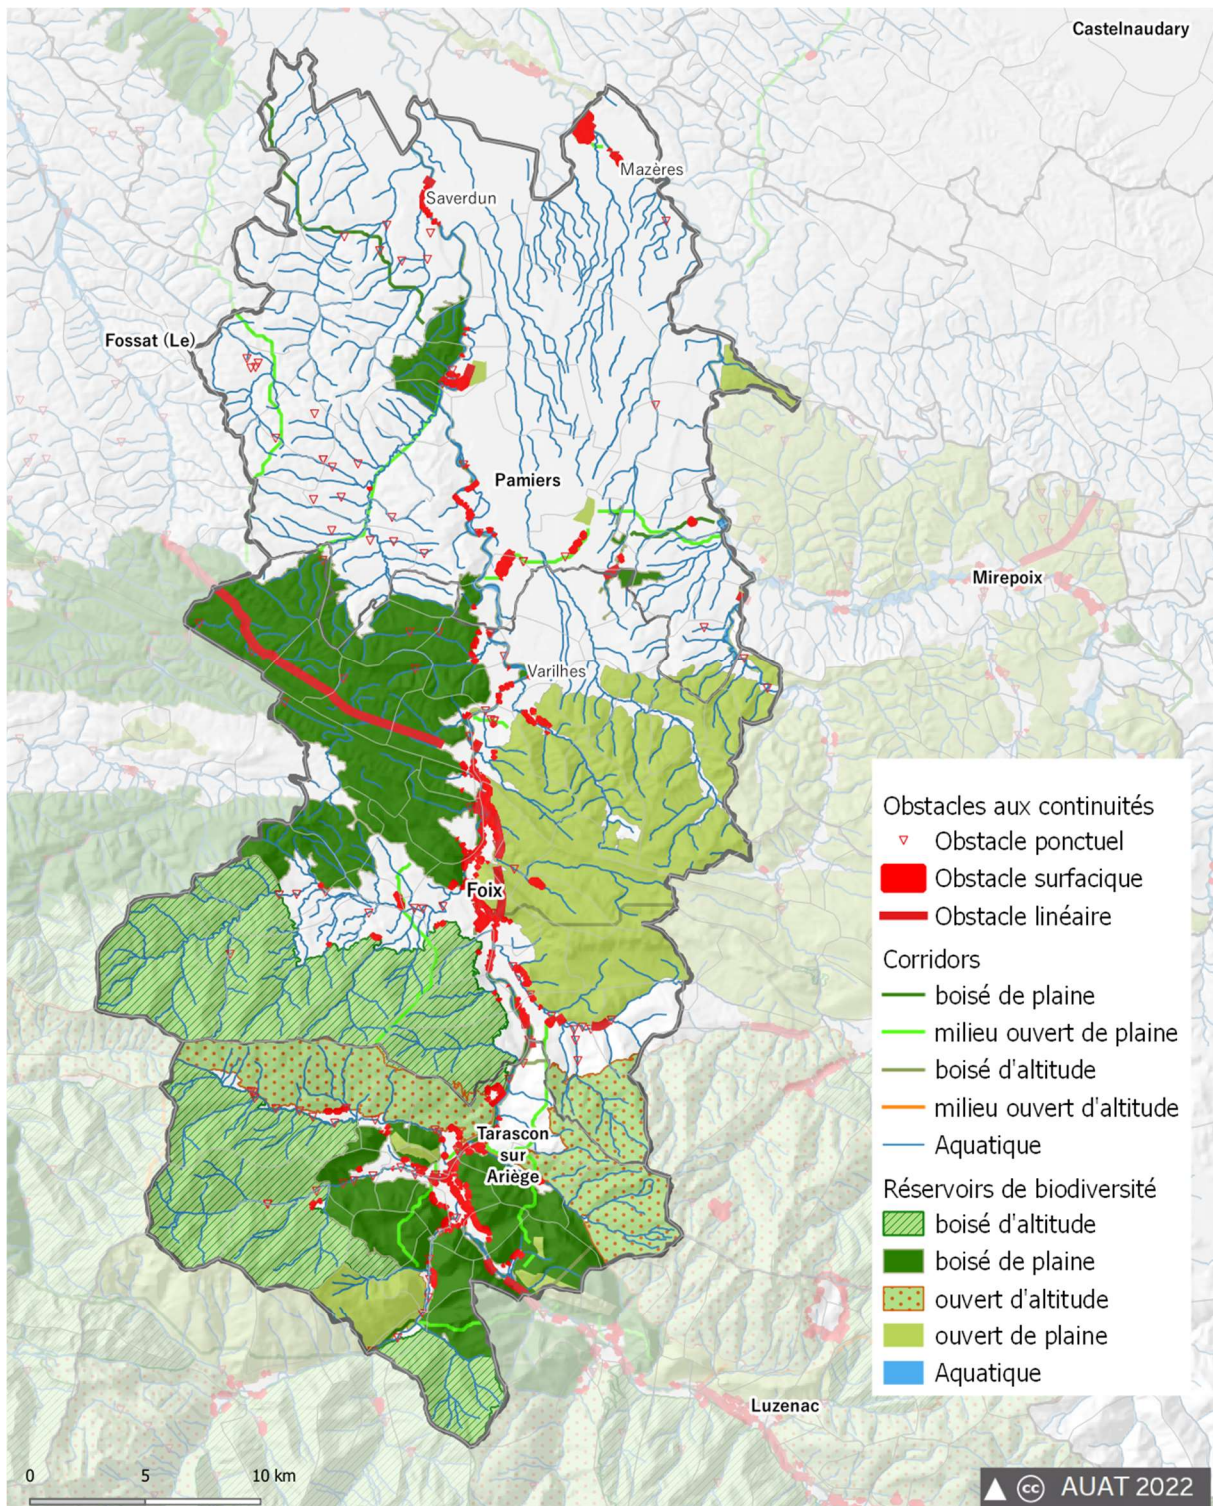 Castelnaudary
Mazères
Saverdun
Fossat (Le)
Pamiers
Mirepoix
Varilhes
Foix
Tarascon
sur
Ariège
Luzenac
Obstacles aux continuités
Obstacle ponctuel
Obstacle surfacique
Obstacle linéaire
Corridors
boisé de plaine
milieu ouvert de plaine
boisé d'altitude
milieu ouvert d'altitude
Aquatique
Réservoirs de biodiversité
boisé d'altitude
boisé de plaine
ouvert d'altitude
ouvert de plaine
Aquatique
0 5 10 km
cc AUAT 2022